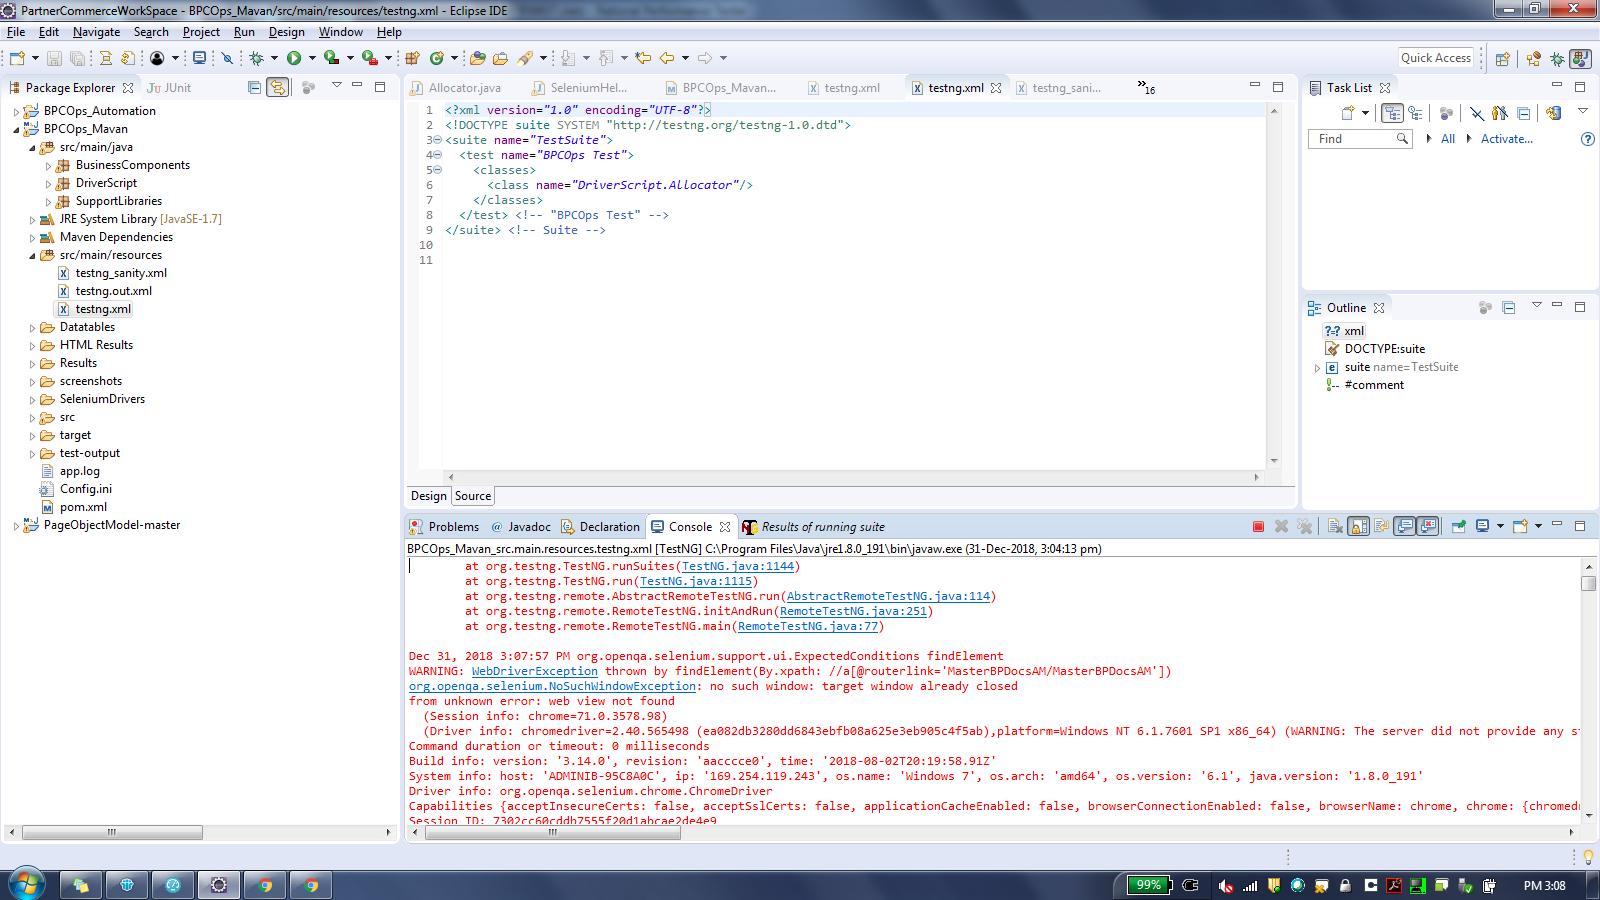 PartnerCommerceWorkSpace - BPCOps_Mavan/src/main/resources/testng.xml - Eclipse IDE
File Edit Navigate Search Project Run Design Window Help
Quick Access
Package Explorer
JUnit
BPCOps_Automation
BPCOps_Mavan
src/main/java
BusinessComponents
DriverScript
SupportLibraries
JRE System Library [JavaSE-1.7]
Maven Dependencies
src/main/resources
testng_sanity.xml
testng.out.xml
testng.xml
Datatables
HTML Results
Results
screenshots
SeleniumDrivers
src
target
test-output
app.log
Config.ini
pom.xml
PageObjectModel-master
Allocator.java SeleniumHel... BPCOps_Mavan... testng.xml testng.xml testng_sani... »16
1 <?xml version="1.0" encoding="UTF-8"?>
2 <!DOCTYPE suite SYSTEM "http://testng.org/testng-1.0.dtd">
3 <suite name="TestSuite">
4 <test name="BPCOps Test">
5 <classes>
6 <class name="DriverScript.Allocator"/>
7 </classes>
8 </test> <!-- "BPCOps Test" -->
9 </suite> <!-- Suite -->
10
11
Design Source
Task List
Find All Activate...
Outline
xml
DOCTYPE:suite
suite name=TestSuite
#comment
Problems @ Javadoc Declaration Console Results of running suite
BPCOps_Mavan_src.main.resources.testng.xml [TestNG] C:\Program Files\Java\jre1.8.0_191\bin\javaw.exe (31-Dec-2018, 3:04:13 pm)
at org.testng.TestNG.runSuites(TestNG.java:1144)
at org.testng.TestNG.run(TestNG.java:1115)
at org.testng.remote.AbstractRemoteTestNG.run(AbstractRemoteTestNG.java:114)
at org.testng.remote.RemoteTestNG.initAndRun(RemoteTestNG.java:251)
at org.testng.remote.RemoteTestNG.main(RemoteTestNG.java:77)
Dec 31, 2018 3:07:57 PM org.openqa.selenium.support.ui.ExpectedConditions findElement
WARNING: WebDriverException thrown by findElement(By.xpath: //a[@routerlink='MasterBPDocsAM/MasterBPDocsAM'])
org.openqa.selenium.NoSuchWindowException: no such window: target window already closed
from unknown error: web view not found
(Session info: chrome=71.0.3578.98)
(Driver info: chromedriver=2.40.565498 (ea082db3280dd6843ebfb08a625e3eb905c4f5ab),platform=Windows NT 6.1.7601 SP1 x86_64) (WARNING: The server did not provide any st
Command duration or timeout: 0 milliseconds
Build info: version: '3.14.0', revision: 'aacccce0', time: '2018-08-02T20:19:58.91Z'
System info: host: 'ADMINIB-95C8A0C', ip: '169.254.119.243', os.name: 'Windows 7', os.arch: 'amd64', os.version: '6.1', java.version: '1.8.0_191'
Driver info: org.openqa.selenium.chrome.ChromeDriver
Capabilities {acceptInsecureCerts: false, acceptSslCerts: false, applicationCacheEnabled: false, browserConnectionEnabled: false, browserName: chrome, chrome: {chromed
Session ID: 7302cc60cddb7555f20d1abcae2de4e9
99%
PM 3:08